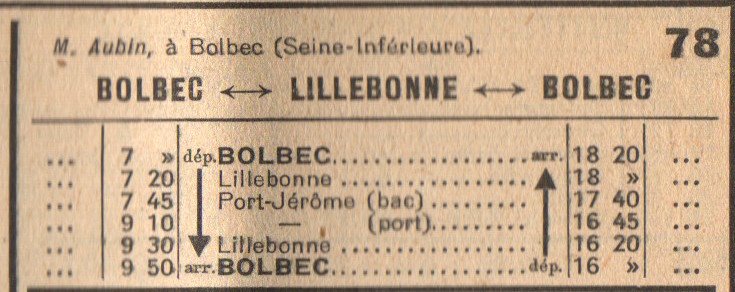 M. Aubin, à Bolbec (Seine-Inférieure). 78
BOLBEC ⟷ LILLEBONNE ⟷ BOLBEC
... 7 » dép. BOLBEC.................... arr. 18 20 ...
... 7 20 Lillebonne .................. 18 » ...
... 7 45 Port-Jérôme (bac) .......... 17 40 ...
... 9 10 — (port).......... 16 45 ...
... 9 30 Lillebonne .................. 16 20 ...
... 9 50 arr. BOLBEC.................... dép. 16 » ...